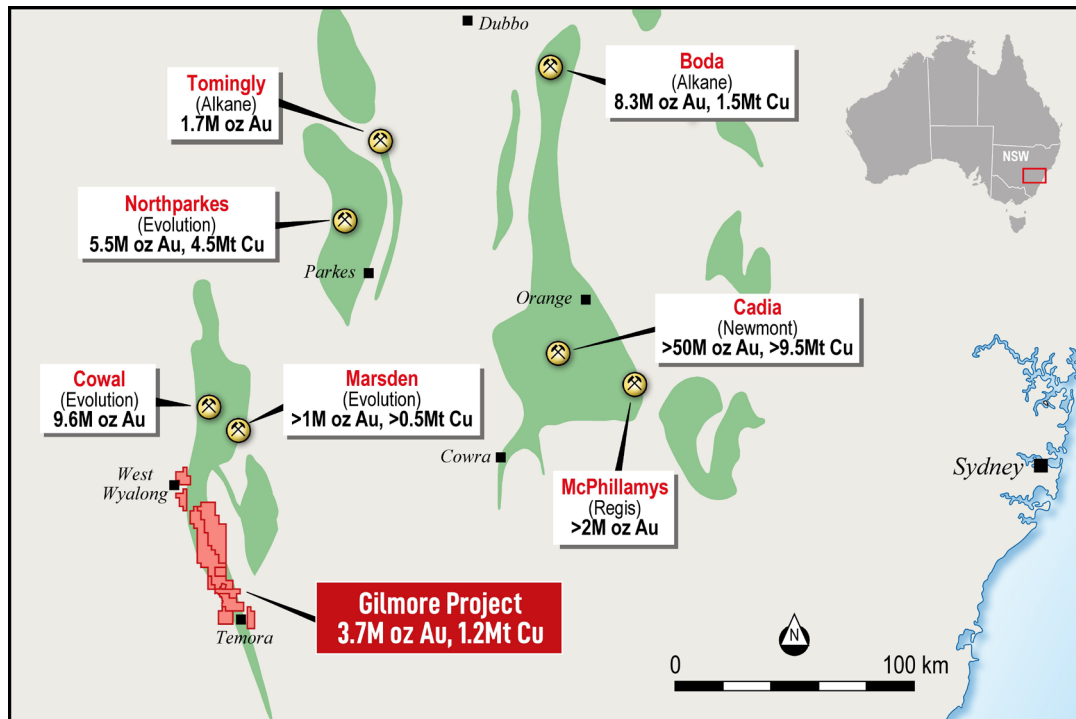 Dubbo
Tomingly
(Alkane)
1.7M oz Au
Boda
(Alkane)
8.3M oz Au, 1.5Mt Cu
NSW
Northparkes
(Evolution)
5.5M oz Au, 4.5Mt Cu
Parkes
Orange
Cadia
(Newmont)
>50M oz Au, >9.5Mt Cu
Cowal
(Evolution)
9.6M oz Au
Marsden
(Evolution)
>1M oz Au, >0.5Mt Cu
Cowra
West
Wyalong
McPhillamys
(Regis)
>2M oz Au
Sydney
Gilmore Project
3.7M oz Au, 1.2Mt Cu
Temora
N
0 100 km